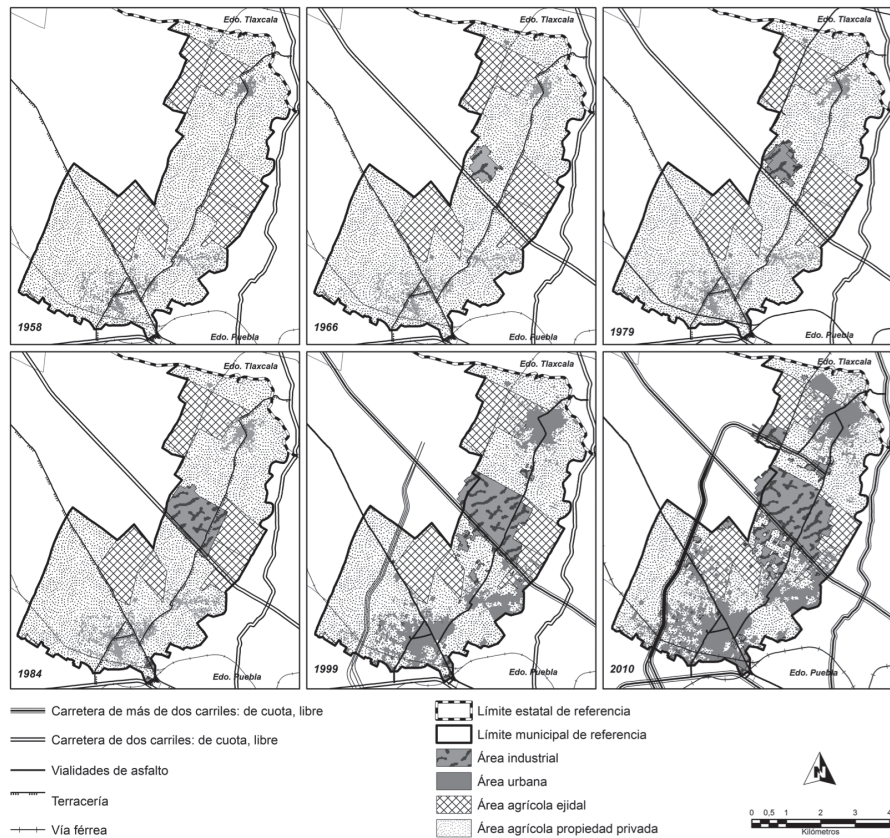 Edo. Tlaxcala
1958
Edo. Puebla
Edo. Tlaxcala
1966
Edo. Puebla
Edo. Tlaxcala
1979
Edo. Puebla
Edo. Tlaxcala
1984
Edo. Puebla
Edo. Tlaxcala
1999
Edo. Puebla
Edo. Tlaxcala
2010
Edo. Puebla
Carretera de más de dos carriles: de cuota, libre
Carretera de dos carriles: de cuota, libre
Vialidades de asfalto
Terracería
Vía férrea
Límite estatal de referencia
Límite municipal de referencia
Área industrial
Área urbana
Área agrícola ejidal
Área agrícola propiedad privada
N
0 0,5 1 2 3 4
Kilómetros